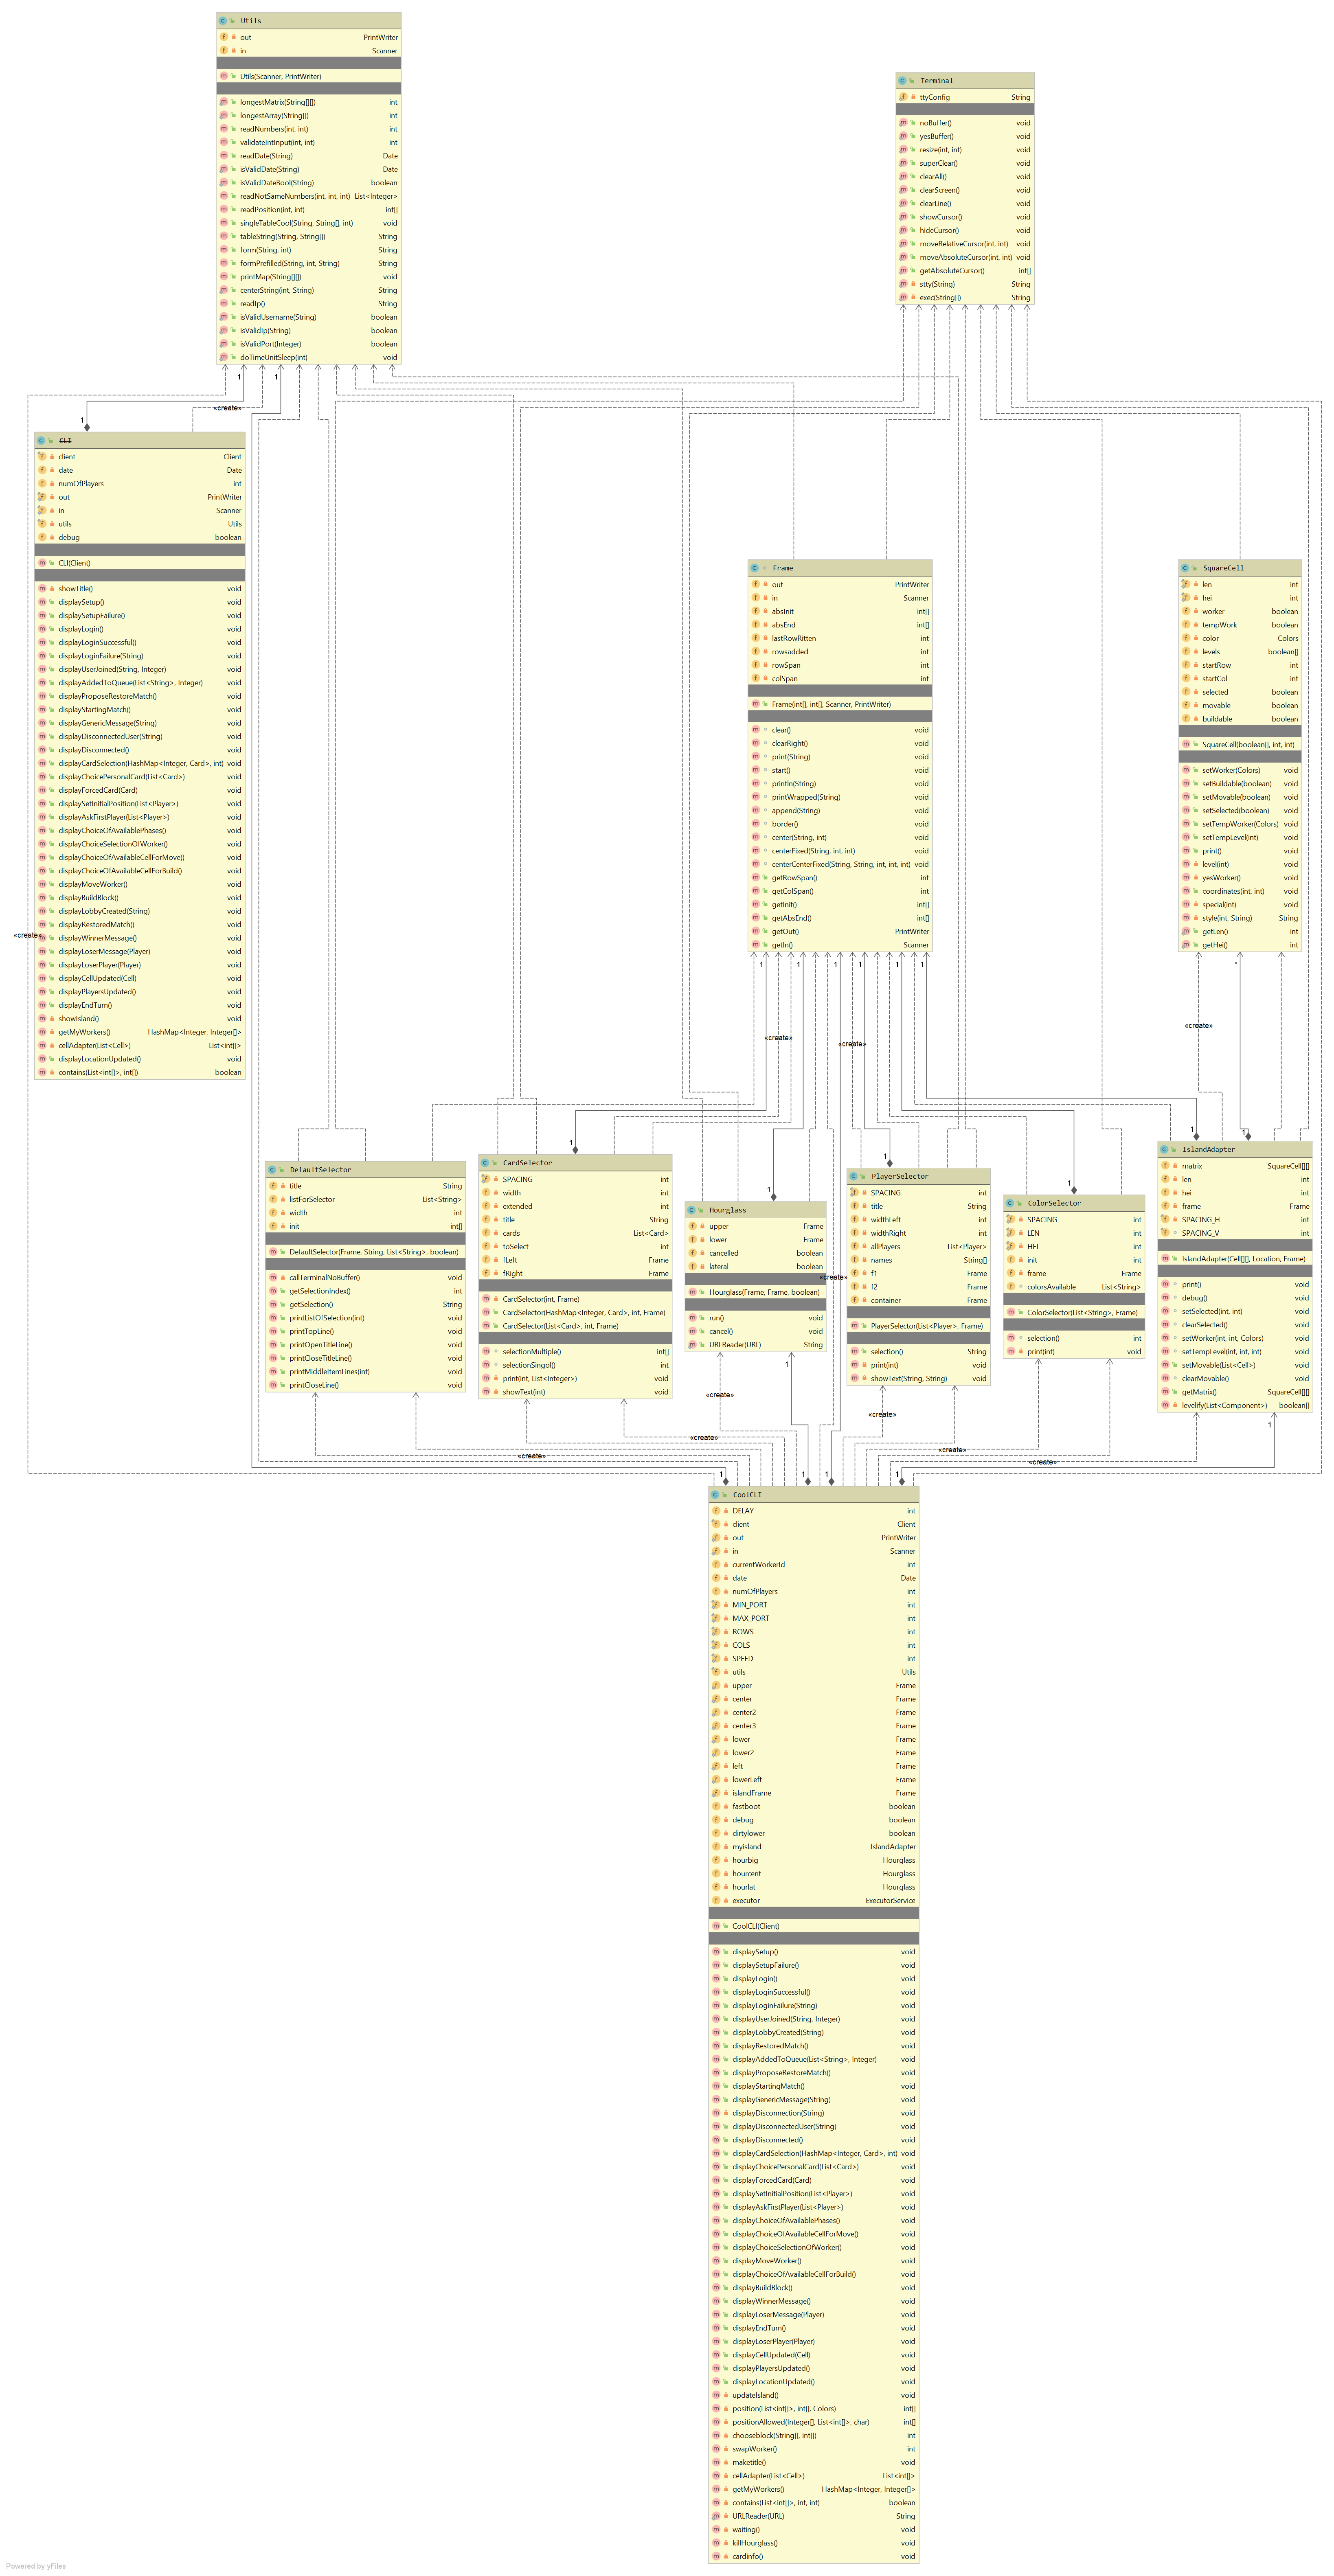 Utils
out PrintWriter
in Scanner
Utils(Scanner, PrintWriter)
longestMatrix(String[][]) int
longestArray(String[]) int
readNumbers(int, int) int
validateIntInput(int, int) int
readDate(String) Date
isValidDate(String) Date
isValidDateBool(String) boolean
readNotSameNumbers(int, int, int) List<Integer>
readPosition(int, int) int[]
singleTableCool(String, String[], int) void
tableString(String, String[]) String
form(String, int) String
formPrefilled(String, int, String) String
printMap(String[][]) void
centerString(int, String) String
readIp() String
isValidUsername(String) boolean
isValidIp(String) boolean
isValidPort(Integer) boolean
doTimeUnitSleep(int) void
Terminal
ttyConfig String
noBuffer() void
yesBuffer() void
resize(int, int) void
superClear() void
clearAll() void
clearScreen() void
clearLine() void
showCursor() void
hideCursor() void
moveRelativeCursor(int, int) void
moveAbsoluteCursor(int, int) void
getAbsoluteCursor() int[]
stty(String) String
exec(String[]) String
1
1
1
«create»
CLI
client Client
date Date
numOfPlayers int
out PrintWriter
in Scanner
utils Utils
debug boolean
CLI(Client)
showTitle() void
displaySetup() void
displaySetupFailure() void
displayLogin() void
displayLoginSuccessful() void
displayLoginFailure(String) void
displayUserJoined(String, Integer) void
displayAddedToQueue(List<String>, Integer) void
displayProposeRestoreMatch() void
displayStartingMatch() void
displayGenericMessage(String) void
displayDisconnectedUser(String) void
displayDisconnected() void
displayCardSelection(HashMap<Integer, Card>, int) void
displayChoicePersonalCard(List<Card>) void
displayForcedCard(Card) void
displaySetInitialPosition(List<Player>) void
displayAskFirstPlayer(List<Player>) void
displayChoiceOfAvailablePhases() void
displayChoiceSelectionOfWorker() void
displayChoiceOfAvailableCellForMove() void
displayChoiceOfAvailableCellForBuild() void
displayMoveWorker() void
displayBuildBlock() void
displayLobbyCreated(String) void
displayRestoredMatch() void
displayWinnerMessage() void
displayLoserMessage(Player) void
displayLoserPlayer(Player) void
displayCellUpdated(Cell) void
displayPlayersUpdated() void
displayEndTurn() void
showIsland() void
getMyWorkers() HashMap<Integer, Integer[]>
cellAdapter(List<Cell>) List<int[]>
displayLocationUpdated() void
contains(List<int[]>, int[]) boolean
«create»
Frame
out PrintWriter
in Scanner
absInit int[]
absEnd int[]
lastRowRitten int
rowsadded int
rowSpan int
colSpan int
Frame(int[], int[], Scanner, PrintWriter)
clear() void
clearRight() void
print(String) void
start() void
println(String) void
printWrapped(String) void
append(String) void
border() void
center(String, int) void
centerFixed(String, int, int) void
centerCenterFixed(String, String, int, int, int) void
getRowSpan() int
getColSpan() int
getInit() int[]
getAbsEnd() int[]
getOut() PrintWriter
getIn() Scanner
SquareCell
len int
hei int
worker boolean
tempWork boolean
color Colors
levels boolean[]
startRow int
startCol int
selected boolean
movable boolean
buildable boolean
SquareCell(boolean[], int, int)
setWorker(Colors) void
setBuildable(boolean) void
setMovable(boolean) void
setSelected(boolean) void
setTempWorker(Colors) void
setTempLevel(int) void
print() void
level(int) void
yesWorker() void
coordinates(int, int) void
special(int) void
style(int, String) String
getLen() int
getHei() int
1
1
1
1
1
1
*
«create»
«create»
«create»
1
1
1
1
1
1
DefaultSelector
title String
listForSelector List<String>
width int
init int[]
DefaultSelector(Frame, String, List<String>, boolean)
callTerminalNoBuffer() void
getSelectionIndex() int
getSelection() String
printListOfSelection(int) void
printTopLine() void
printOpenTitleLine() void
printCloseTitleLine() void
printMiddleItemLines(int) void
printCloseLine() void
CardSelector
SPACING int
width int
extended int
title String
cards List<Card>
toSelect int
fLeft Frame
fRight Frame
CardSelector(int, Frame)
CardSelector(HashMap<Integer, Card>, int, Frame)
CardSelector(List<Card>, int, Frame)
selectionMultiple() int[]
selectionSingol() int
print(int, List<Integer>) void
showText(int) void
Hourglass
upper Frame
lower Frame
cancelled boolean
lateral boolean
Hourglass(Frame, Frame, boolean)
run() void
cancel() void
URLReader(URL) String
«create»
PlayerSelector
SPACING int
title String
widthLeft int
widthRight int
allPlayers List<Player>
names String[]
f1 Frame
f2 Frame
container Frame
PlayerSelector(List<Player>, Frame)
selection() String
print(int) void
showText(String, String) void
ColorSelector
SPACING int
LEN int
HEI int
init int
frame Frame
colorsAvailable List<String>
ColorSelector(List<String>, Frame)
selection() int
print(int) void
IslandAdapter
matrix SquareCell[][]
len int
hei int
frame Frame
SPACING_H int
SPACING_V int
IslandAdapter(Cell[][], Location, Frame)
print() void
debug() void
setSelected(int, int) void
clearSelected() void
setWorker(int, int, Colors) void
setTempLevel(int, int, int) void
setMovable(List<Cell>) void
clearMovable() void
getMatrix() SquareCell[][]
levelify(List<Component>) boolean[]
1
«create»
«create»
1
«create»
«create»
«create»
«create»
1
1
1
1
CoolCLI
DELAY int
client Client
out PrintWriter
in Scanner
currentWorkerId int
date Date
numOfPlayers int
MIN_PORT int
MAX_PORT int
ROWS int
COLS int
SPEED int
utils Utils
upper Frame
center Frame
center2 Frame
center3 Frame
lower Frame
lower2 Frame
left Frame
lowerLeft Frame
islandFrame Frame
fastboot boolean
debug boolean
dirtylower boolean
myisland IslandAdapter
hourbig Hourglass
hourcent Hourglass
hourlat Hourglass
executor ExecutorService
CoolCLI(Client)
displaySetup() void
displaySetupFailure() void
displayLogin() void
displayLoginSuccessful() void
displayLoginFailure(String) void
displayUserJoined(String, Integer) void
displayLobbyCreated(String) void
displayRestoredMatch() void
displayAddedToQueue(List<String>, Integer) void
displayProposeRestoreMatch() void
displayStartingMatch() void
displayGenericMessage(String) void
displayDisconnection(String) void
displayDisconnectedUser(String) void
displayDisconnected() void
displayCardSelection(HashMap<Integer, Card>, int) void
displayChoicePersonalCard(List<Card>) void
displayForcedCard(Card) void
displaySetInitialPosition(List<Player>) void
displayAskFirstPlayer(List<Player>) void
displayChoiceOfAvailablePhases() void
displayChoiceOfAvailableCellForMove() void
displayChoiceSelectionOfWorker() void
displayMoveWorker() void
displayChoiceOfAvailableCellForBuild() void
displayBuildBlock() void
displayWinnerMessage() void
displayLoserMessage(Player) void
displayEndTurn() void
displayLoserPlayer(Player) void
displayCellUpdated(Cell) void
displayPlayersUpdated() void
displayLocationUpdated() void
updateIsland() void
position(List<int[]>, int[], Colors) int[]
positionAllowed(Integer[], List<int[]>, char) int[]
chooseblock(String[], int[]) int
swapWorker() int
maketitle() void
cellAdapter(List<Cell>) List<int[]>
getMyWorkers() HashMap<Integer, Integer[]>
contains(List<int[]>, int, int) boolean
URLReader(URL) String
waiting() void
killHourglass() void
cardinfo() void
Powered by yFiles